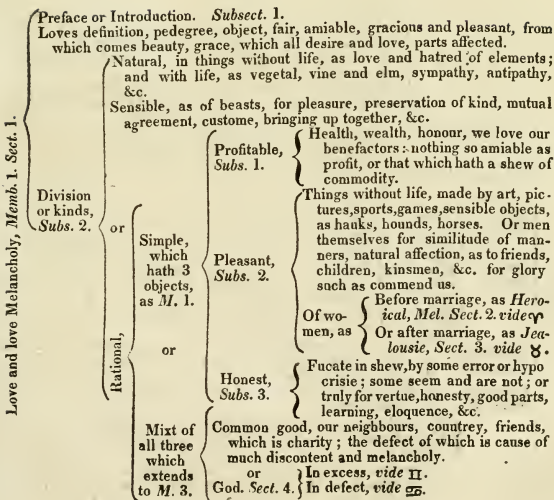 Love and love Melancholy, Memb. 1. Sect. 1.
Preface or Introduction. Subsect. 1.
Loves definition, pedegree, object, fair, amiable, gracious and pleasant, from
which comes beauty, grace, which all desire and love, parts affected.
Division
or kinds,
Subs. 2.
Natural, in things without life, as love and hatred of elements;
and with life, as vegetal, vine and elm, sympathy, antipathy,
&c.
Sensible, as of beasts, for pleasure, preservation of kind, mutual
agreement, custome, bringing up together, &c.
or
Rational,
Simple,
which
hath 3
objects,
as M. 1.
Profitable,
Subs. 1.
Health, wealth, honour, we love our
benefactors: nothing so amiable as
profit, or that which hath a shew of
commodity.
Pleasant,
Subs. 2.
Things without life, made by art, pic-
tures, sports, games, sensible objects,
as hauks, hounds, horses. Or men
themselves for similitude of man-
ners, natural affection, as to friends,
children, kinsmen, &c. for glory
such as commend us.
Of wo-
men, as
Before marriage, as Hero-
ical, Mel. Sect. 2. vide ♈
Or after marriage, as Jea-
lousie, Sect. 3. vide ♉.
Honest,
Subs. 3.
Fucate in shew, by some error or hypo
crisie; some seem and are not; or
truly for vertue, honesty, good parts,
learning, eloquence, &c.
or
Mixt of
all three
which
extends
to M. 3.
Common good, our neighbours, countrey, friends,
which is charity; the defect of which is cause of
much discontent and melancholy.
or
God. Sect. 4.
In excess, vide ♊.
In defect, vide ♋.